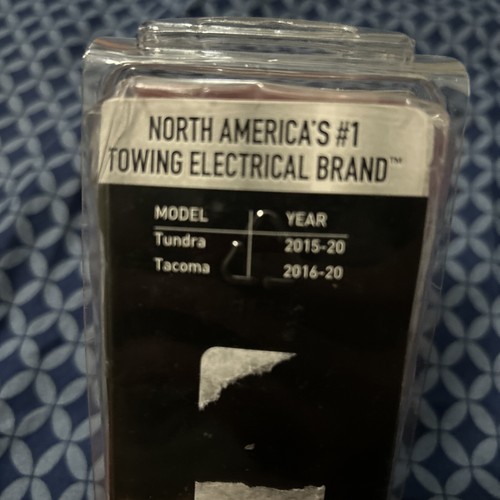 NORTH AMERICA'S #1
TOWING ELECTRICAL BRAND™
MODEL YEAR
Tundra 2015-20
Tacoma 2016-20